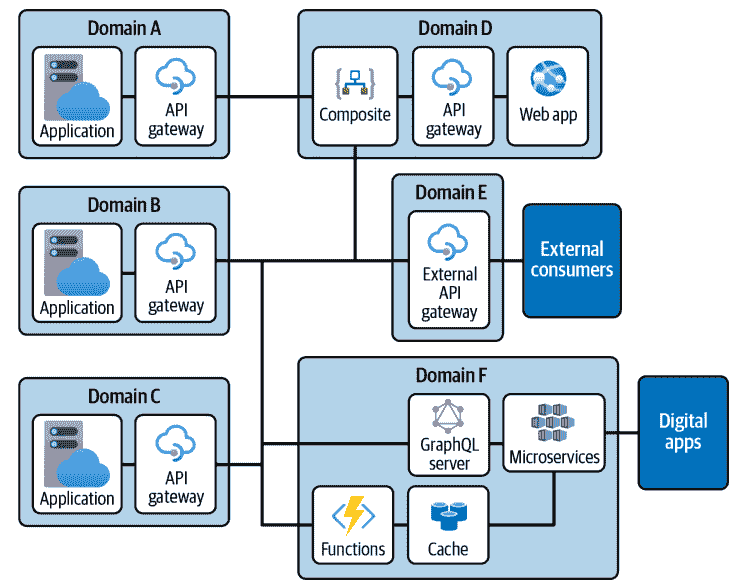 Domain A
Application
API
gateway
Domain D
Composite
API
gateway
Web app
Domain B
Application
API
gateway
Domain E
External
API
gateway
External
consumers
Domain C
Application
API
gateway
Domain F
GraphQL
server
Microservices
Functions
Cache
Digital
apps